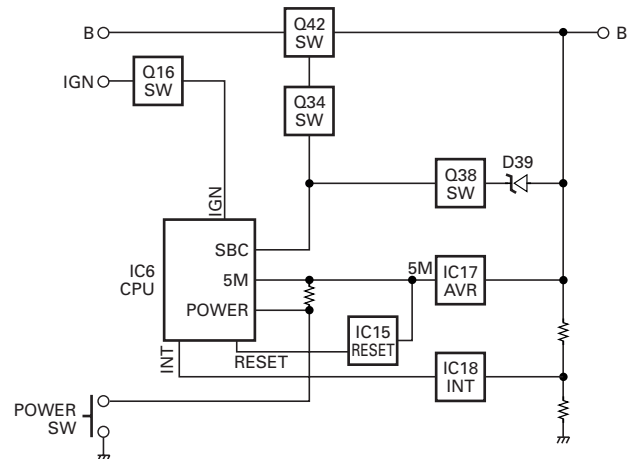 B
Q42
SW
B
IGN
Q16
SW
Q34
SW
D39
Q38
SW
IGN
IC6
CPU
SBC
5M
POWER
5M
IC17
AVR
IC15
RESET
INT
RESET
IC18
INT
POWER
SW